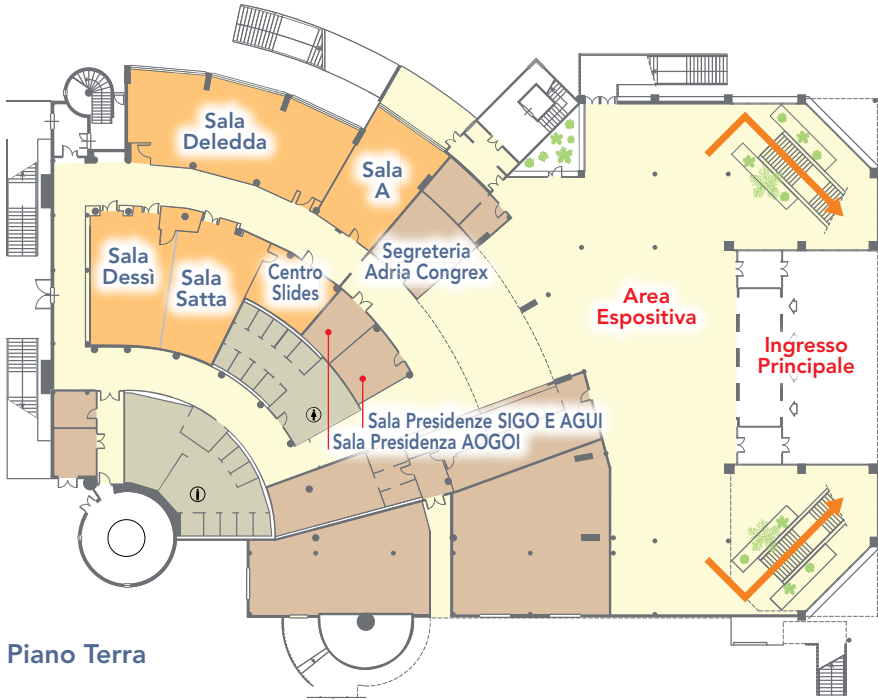 Sala
Deledda
Sala
A
Sala
Dessì
Sala
Satta
Centro
Slides
Segreteria
Adria Congrex
Area
Espositiva
Ingresso
Principale
Sala Presidenze SIGO E AGUI
Sala Presidenza AOGOI
Piano Terra